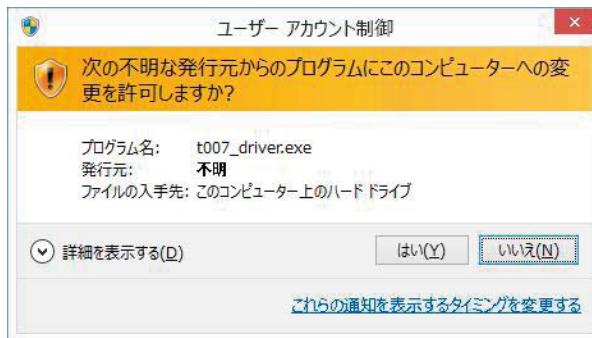 ユーザー アカウント制御
次の不明な発行元からのプログラムにこのコンピューターへの変
更を許可しますか?
プログラム名: t007_driver.exe
発行元: 不明
ファイルの入手先: このコンピューター上のハード ドライブ
詳細を表示する(D) はい(Y) いいえ(N)
これらの通知を表示するタイミングを変更する